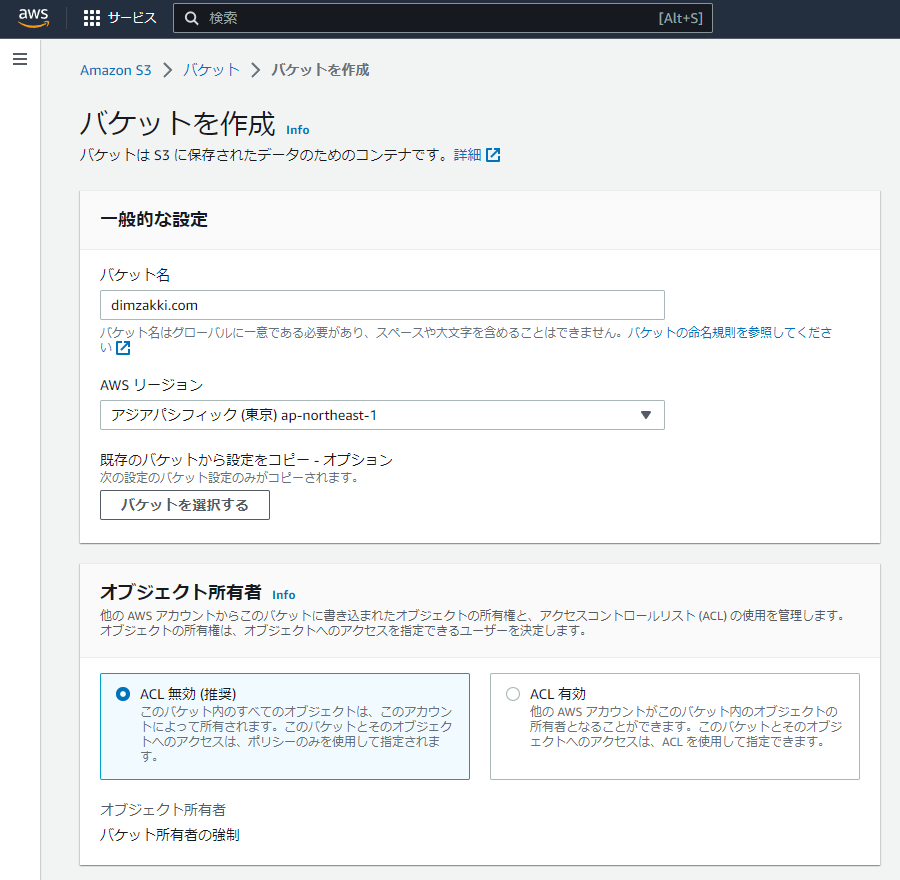 aws サービス 検索 [Alt+S]
Amazon S3 > バケット > バケットを作成
バケットを作成 Info
バケットは S3 に保存されたデータのためのコンテナです。詳細
一般的な設定
バケット名
dimzakki.com
バケット名はグローバルに一意である必要があり、スペースや大文字を含めることはできません。バケットの命名規則を参照してくださ
い
AWS リージョン
アジアパシフィック (東京) ap-northeast-1
既存のバケットから設定をコピー - オプション
次の設定のバケット設定のみがコピーされます。
バケットを選択する
オブジェクト所有者 Info
他の AWS アカウントからこのバケットに書き込まれたオブジェクトの所有権と、アクセスコントロールリスト (ACL) の使用を管理します。
オブジェクトの所有権は、オブジェクトへのアクセスを指定できるユーザーを決定します。
ACL 無効 (推奨)
このバケット内のすべてのオブジェクトは、このアカウン
トによって所有されます。このバケットとそのオブジェク
トへのアクセスは、ポリシーのみを使用して指定されま
す。
ACL 有効
他の AWS アカウントがこのバケット内のオブジェクトの
所有者となることができます。このバケットとそのオブジ
ェクトへのアクセスは、ACL を使用して指定できます。
オブジェクト所有者
バケット所有者の強制